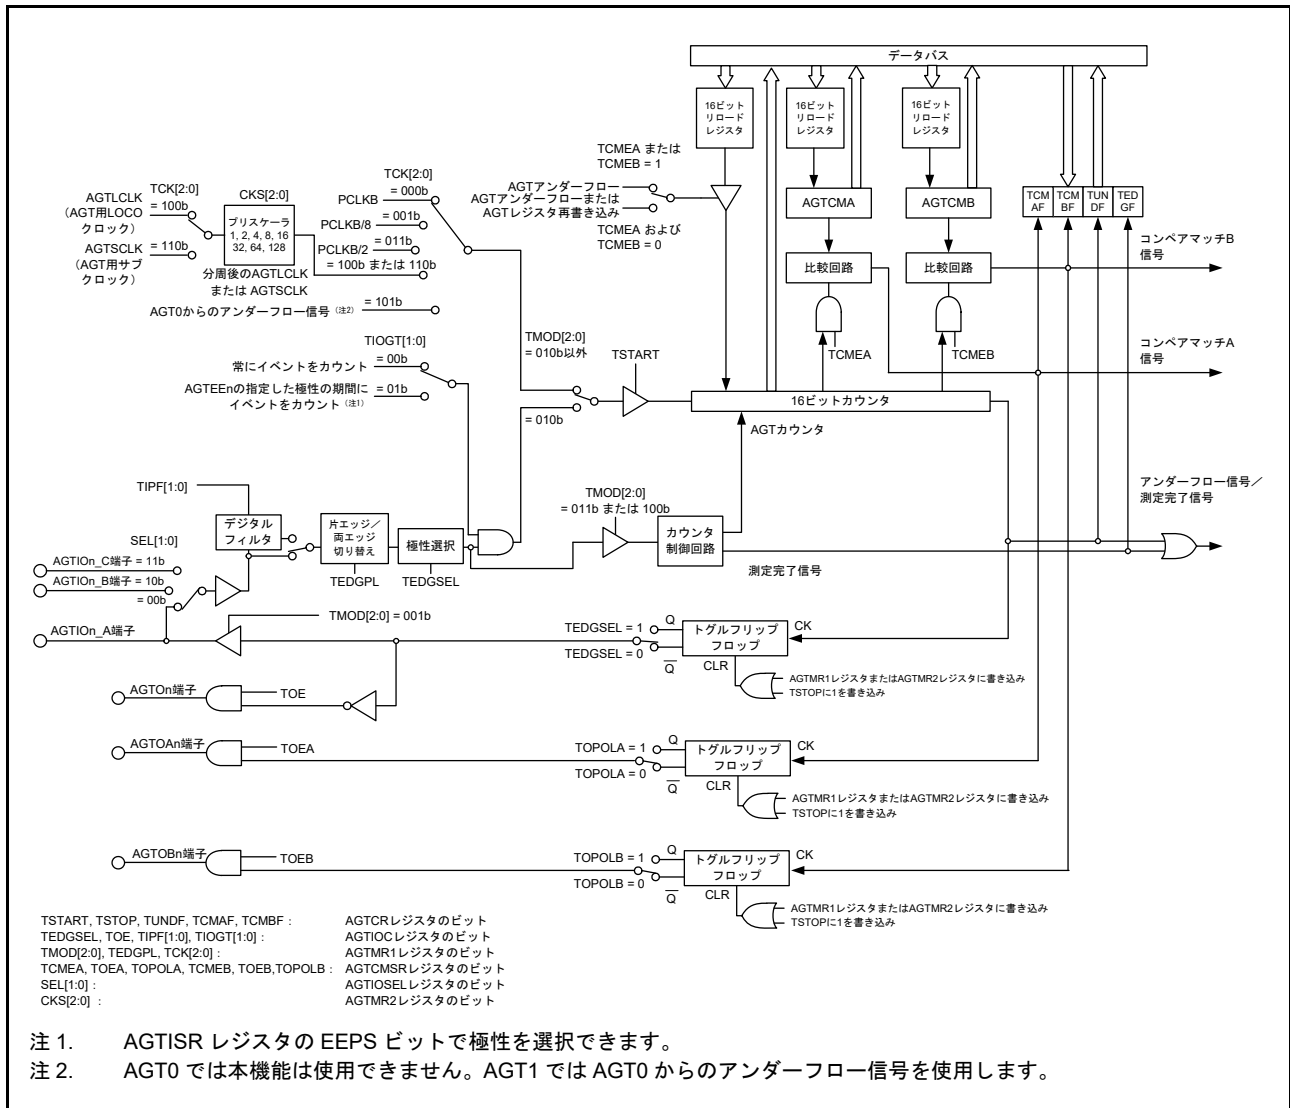 データバス
16ビット
リロード
レジスタ
16ビット
リロード
レジスタ
16ビット
リロード
レジスタ
TCMEA または
TCMEB = 1
AGTアンダーフロー
AGTアンダーフローまたは
AGTレジスタ再書き込み
TCMEA および
TCMEB = 0
AGTCMA
AGTCMB
TCM
AF
TCM
BF
TUN
DF
TED
GF
コンペアマッチB
信号
比較回路
比較回路
TCMEA
TCMEB
コンペアマッチA
信号
TCK[2:0]
AGTLCLK
(AGT用LOCO
クロック)
= 100b
AGTSCLK
(AGT用サブ
クロック)
= 110b
CKS[2:0]
プリスケーラ
1, 2, 4, 8, 16
32, 64, 128
分周後のAGTLCLK
または AGTSCLK
TCK[2:0]
= 000b
PCLKB
= 001b
PCLKB/8
= 011b
PCLKB/2
= 100b または 110b
AGT0からのアンダーフロー信号 (注2)
= 101b
TIOGT[1:0]
常にイベントをカウント
= 00b
AGTEEnの指定した極性の期間に
イベントをカウント (注1)
= 01b
TMOD[2:0]
= 010b以外
= 010b
TSTART
16ビットカウンタ
AGTカウンタ
アンダーフロー信号/
測定完了信号
TIPF[1:0]
デジタル
フィルタ
SEL[1:0]
AGTIOn_C端子 = 11b
AGTIOn_B端子 = 10b
= 00b
AGTIOn_A端子
片エッジ/
両エッジ
切り替え
TEDGPL
極性選択
TEDGSEL
TMOD[2:0]
= 011b または 100b
カウンタ
制御回路
測定完了信号
TMOD[2:0] = 001b
TEDGSEL = 1
TEDGSEL = 0
Q
Q
トグルフリップ
フロップ
CK
CLR
AGTMR1レジスタまたはAGTMR2レジスタに書き込み
TSTOPに1を書き込み
AGTOn端子
TOE
AGTOAn端子
TOEA
TOPOLA = 1
TOPOLA = 0
Q
Q
トグルフリップ
フロップ
CK
CLR
AGTMR1レジスタまたはAGTMR2レジスタに書き込み
TSTOPに1を書き込み
AGTOBn端子
TOEB
TOPOLB = 1
TOPOLB = 0
Q
Q
トグルフリップ
フロップ
CK
CLR
AGTMR1レジスタまたはAGTMR2レジスタに書き込み
TSTOPに1を書き込み
TSTART, TSTOP, TUNDF, TCMAF, TCMBF : AGTCRレジスタのビット
TEDGSEL, TOE, TIPF[1:0], TIOGT[1:0] : AGTIOCレジスタのビット
TMOD[2:0], TEDGPL, TCK[2:0] : AGTMR1レジスタのビット
TCMEA, TOEA, TOPOLA, TCMEB, TOEB,TOPOLB : AGTCMSRレジスタのビット
SEL[1:0] : AGTIOSELレジスタのビット
CKS[2:0] : AGTMR2レジスタのビット
注 1. AGTISR レジスタの EEPS ビットで極性を選択できます。
注 2. AGT0 では本機能は使用できません。AGT1 では AGT0 からのアンダーフロー信号を使用します。